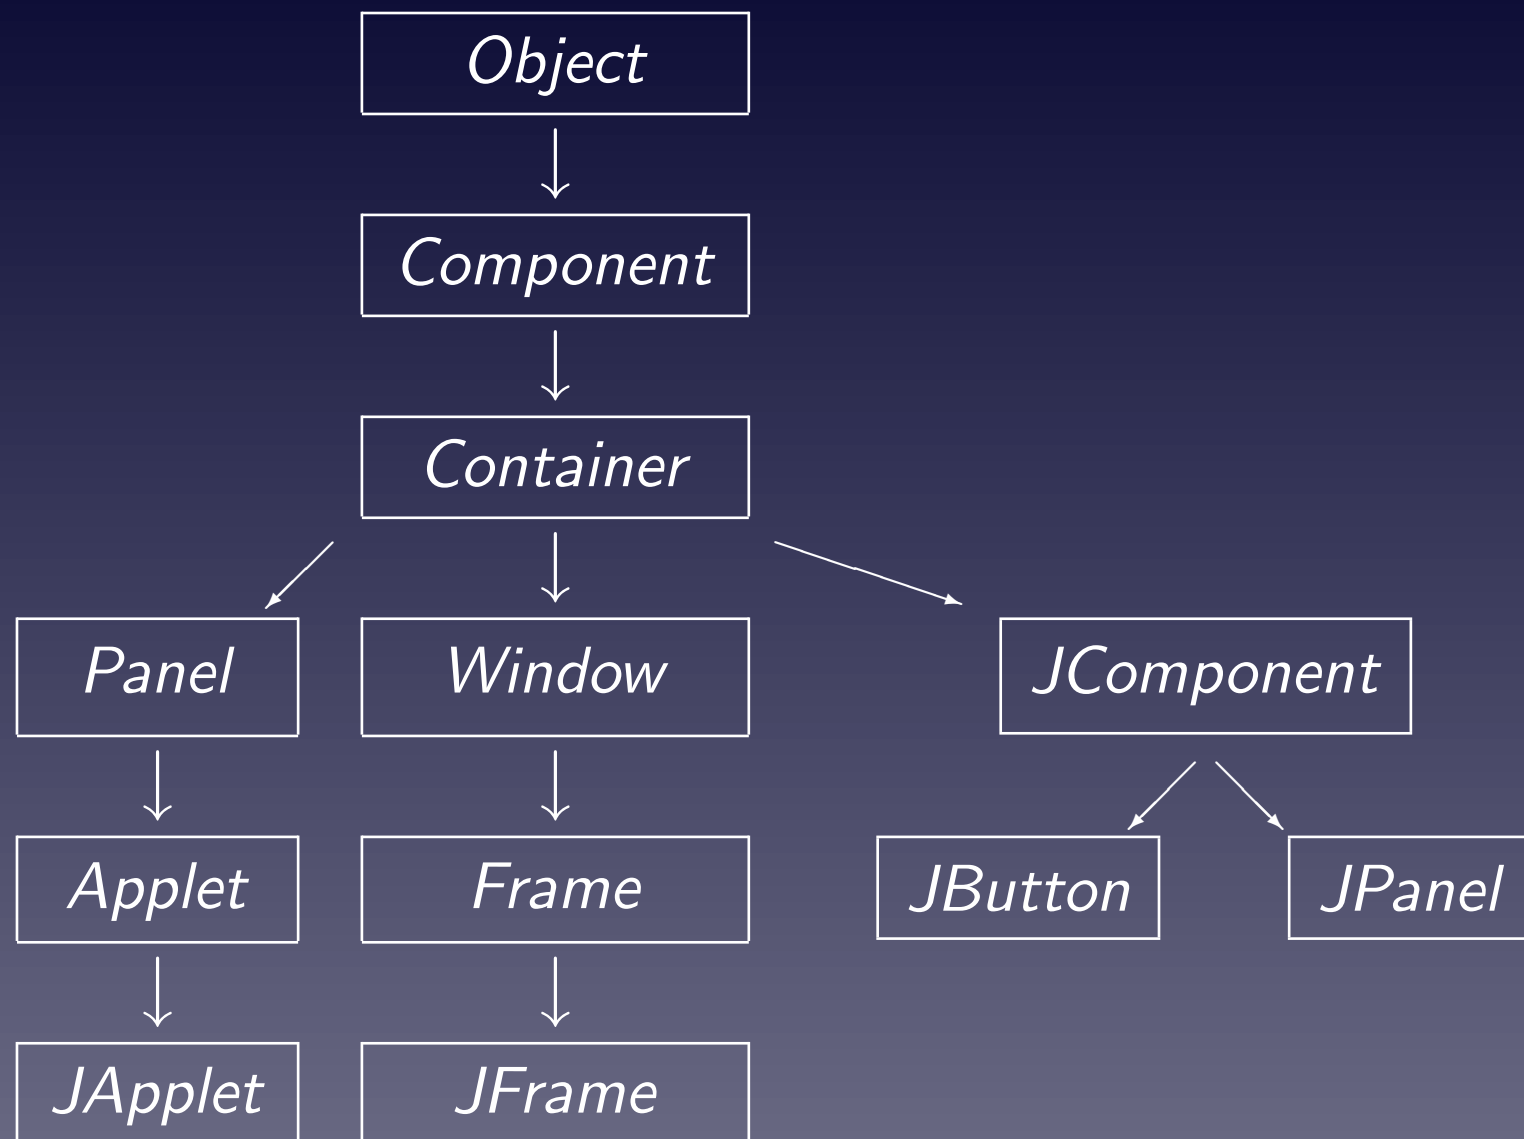 Object
Component
Container
Panel
Window
JComponent
Applet
Frame
JButton
JPanel
JApplet
JFrame